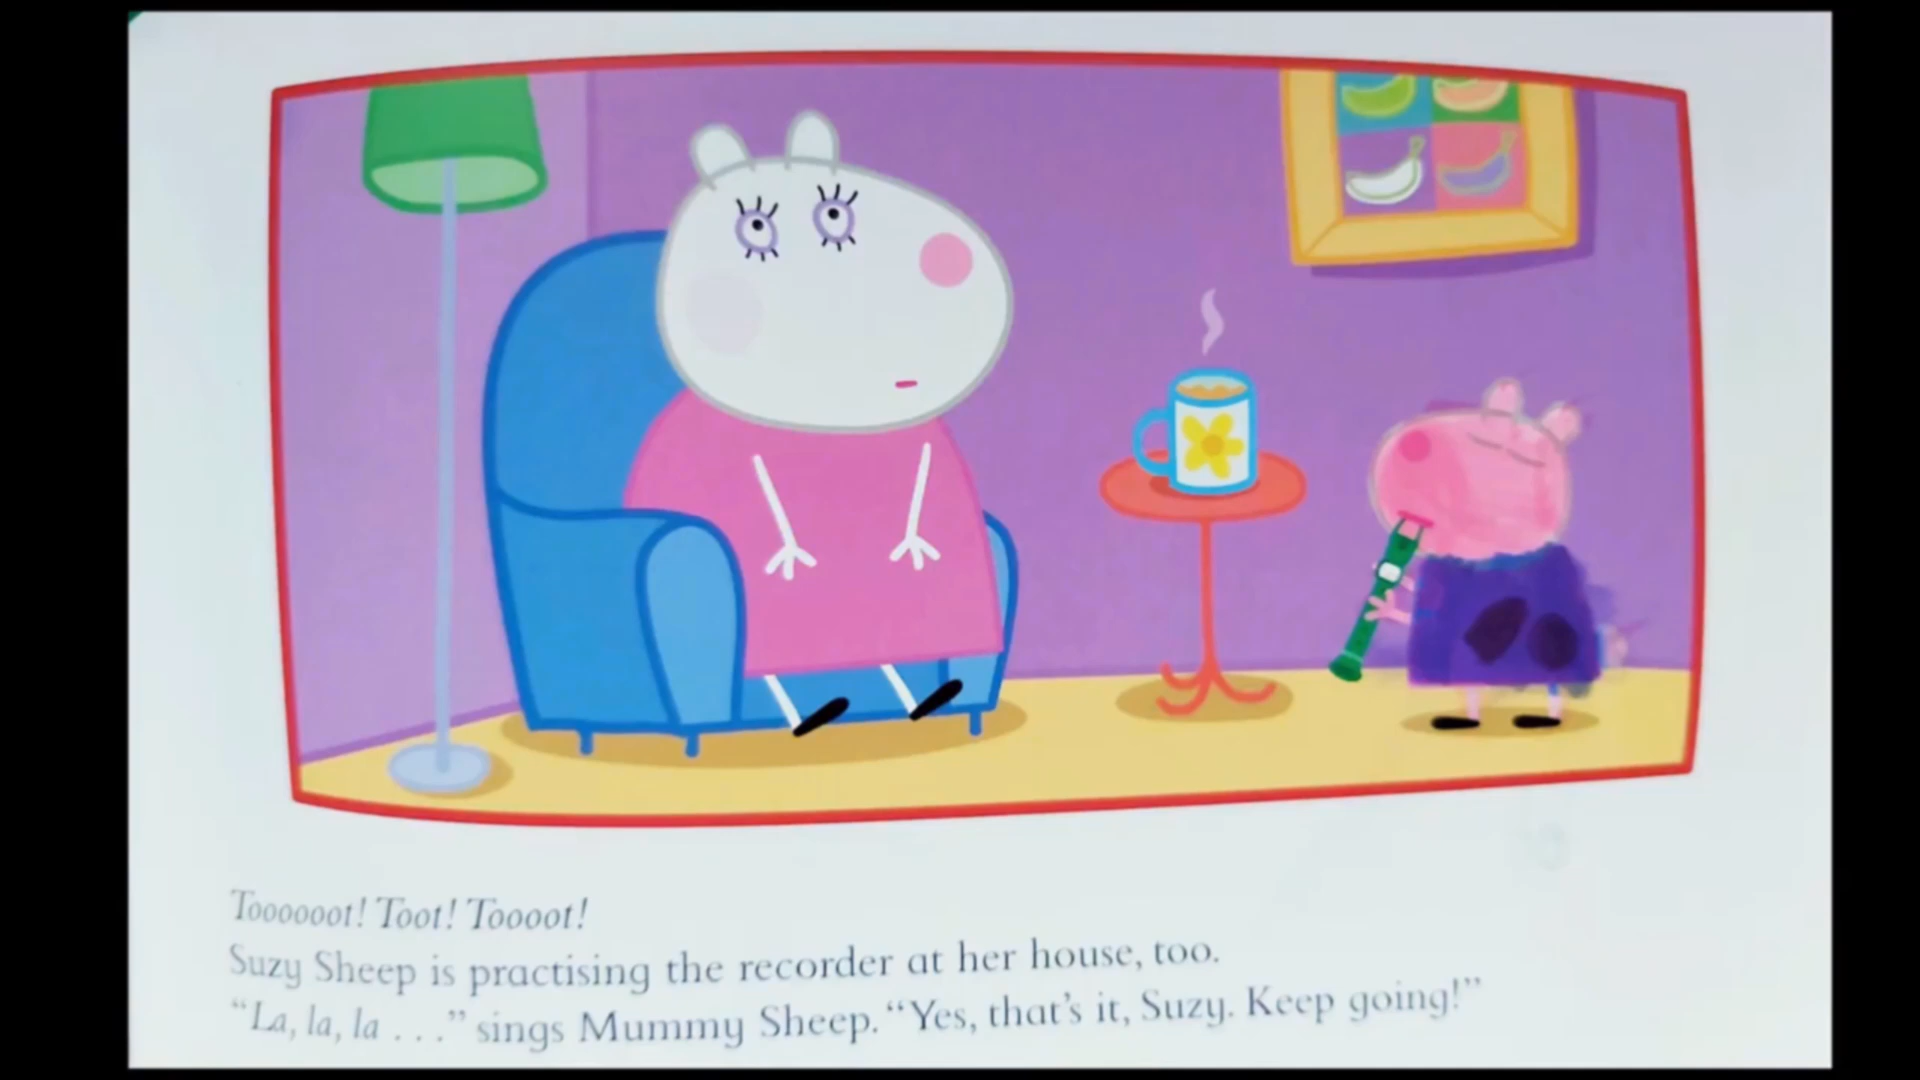 Toooooot! Toot! Toooot!
Suzy Sheep is practising the recorder at her house, too.
“La, la, la . . .” sings Mummy Sheep. “Yes, that’s it, Suzy. Keep going!”